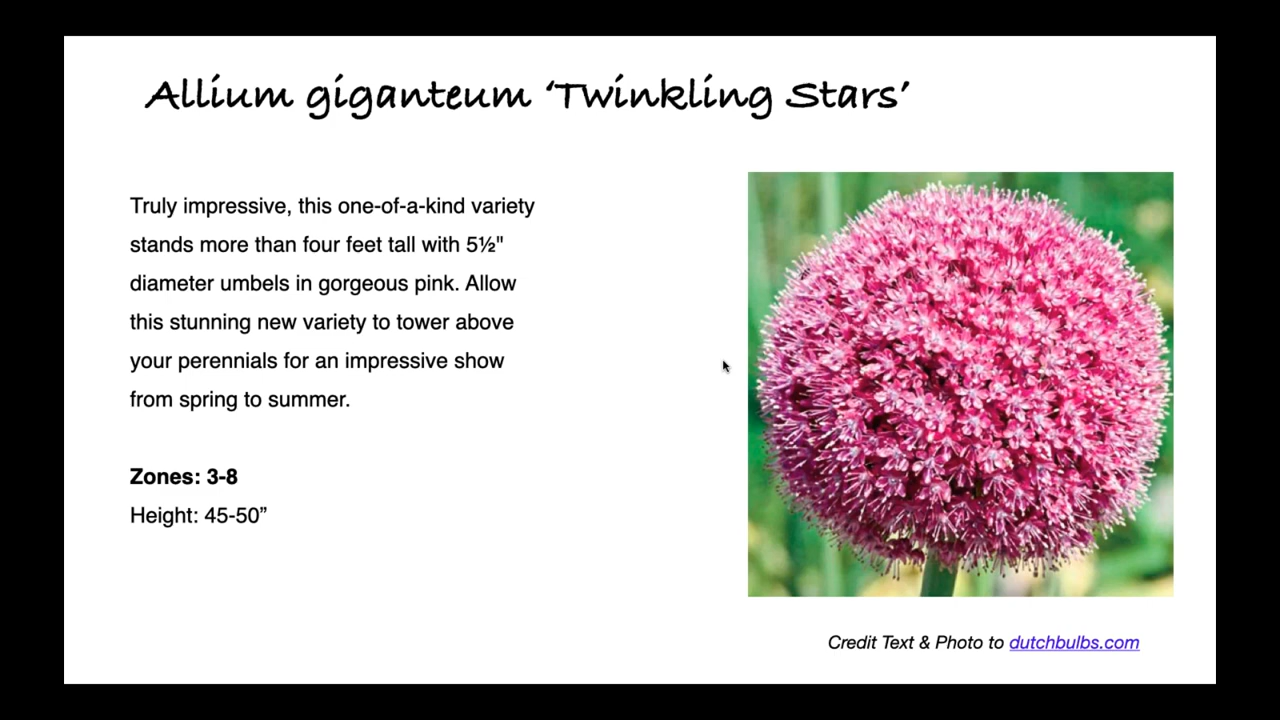 Allium giganteum ‘Twinkling Stars’
Truly impressive, this one-of-a-kind variety
stands more than four feet tall with 5½"
diameter umbels in gorgeous pink. Allow
this stunning new variety to tower above
your perennials for an impressive show
from spring to summer.
Zones: 3-8
Height: 45-50”
Credit Text & Photo to dutchbulbs.com